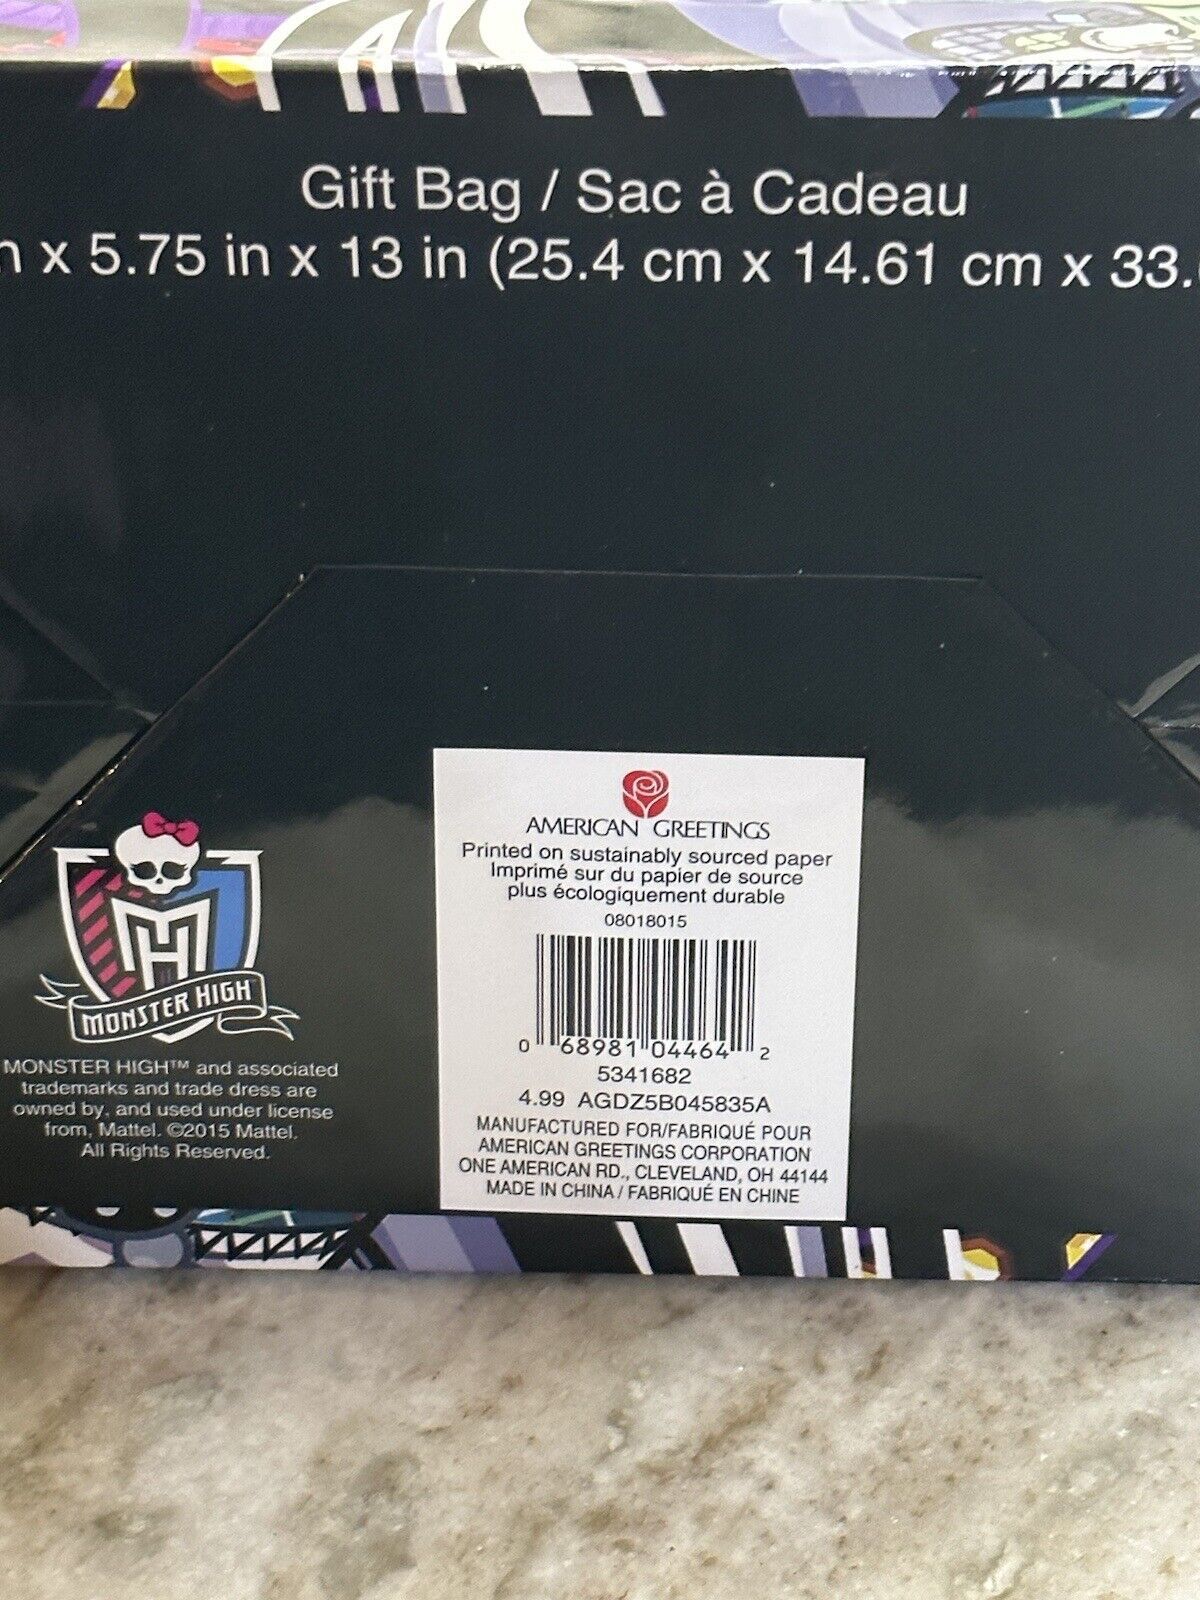 Gift Bag / Sac à Cadeau
x 5.75 in x 13 in (25.4 cm x 14.61 cm x 33.
AMERICAN GREETINGS
Printed on sustainably sourced paper
Imprimé sur du papier de source
plus écologiquement durable
08018015
0 68981 04464 2
5341682
4.99 AGDZ5B045835A
MANUFACTURED FOR/FABRIQUÉ POUR
AMERICAN GREETINGS CORPORATION
ONE AMERICAN RD., CLEVELAND, OH 44144
MADE IN CHINA / FABRIQUÉ EN CHINE
MH
MONSTER HIGH
MONSTER HIGH™ and associated
trademarks and trade dress are
owned by, and used under license
from, Mattel. ©2015 Mattel.
All Rights Reserved.